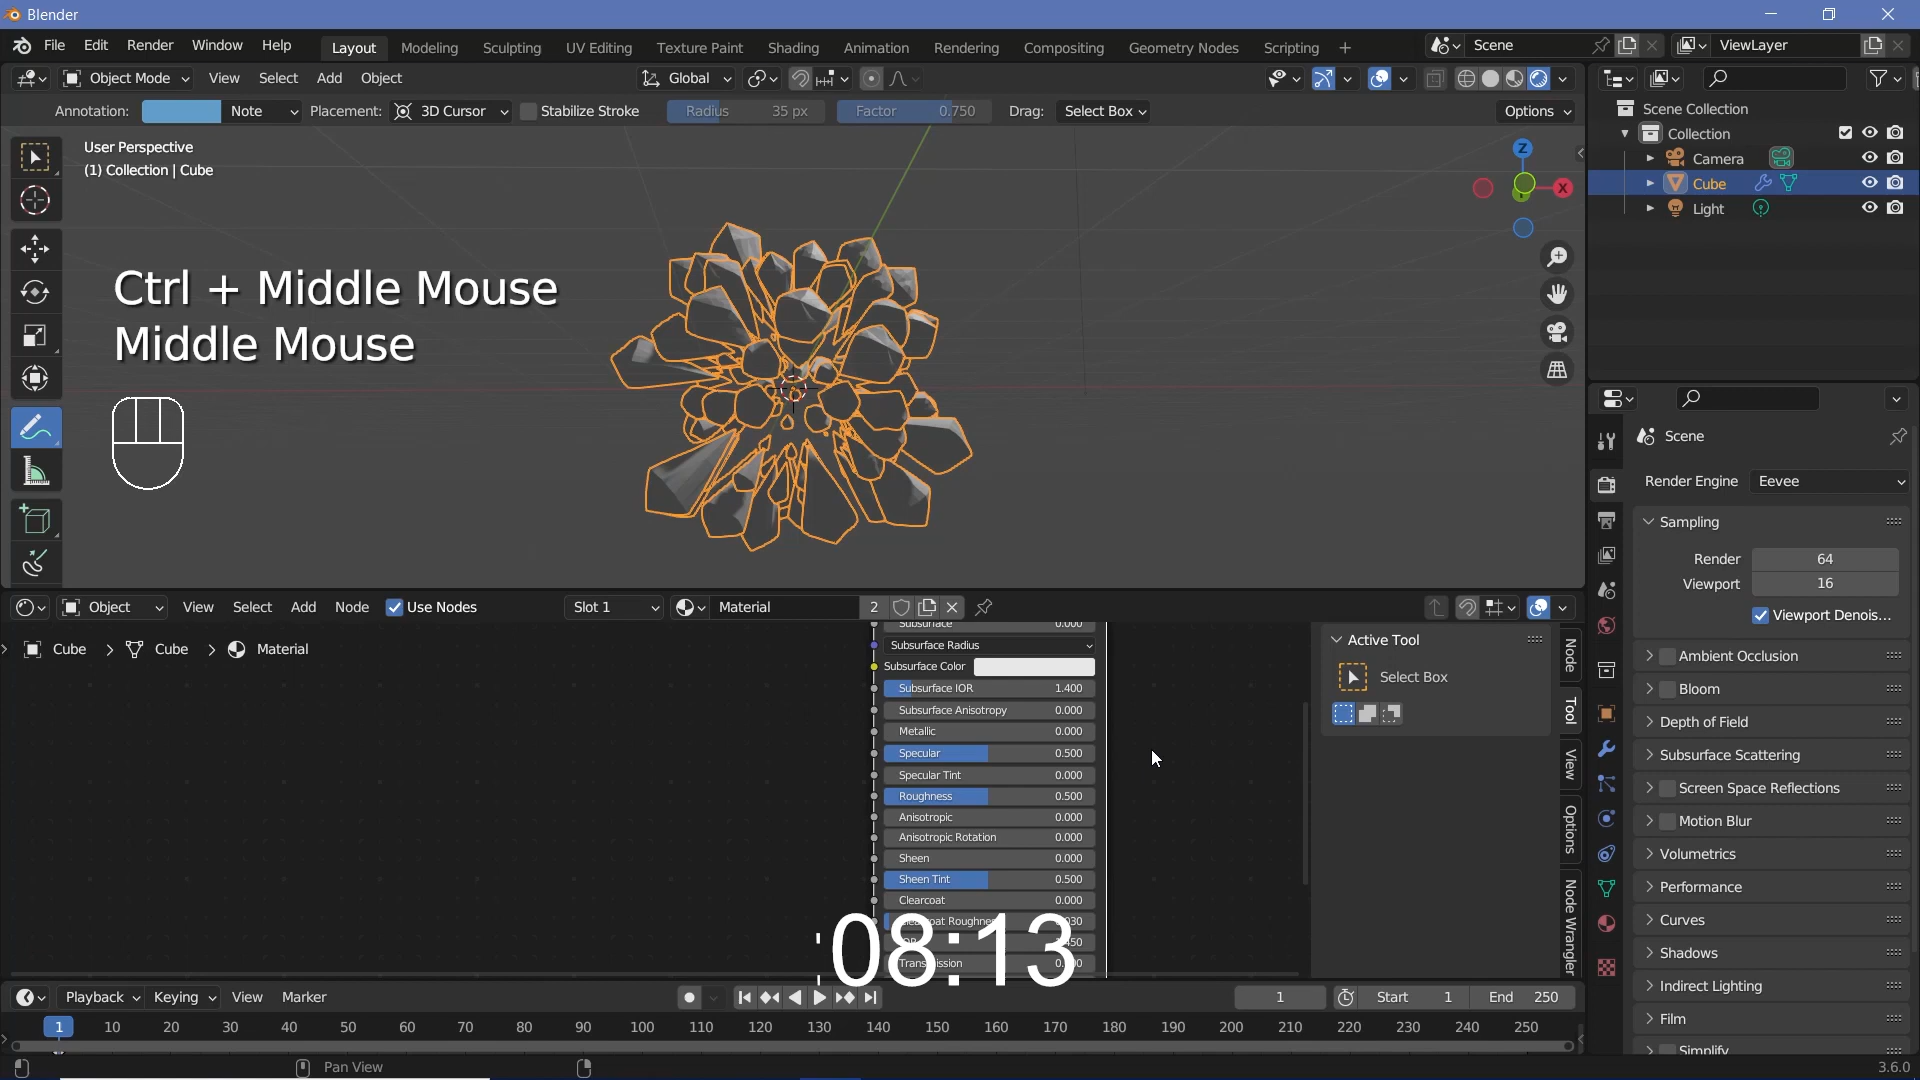 Blender
File Edit Render Window Help
Layout Modeling Sculpting UV Editing Texture Paint Shading Animation Rendering Compositing Geometry Nodes Scripting +
Scene
ViewLayer
Object Mode View Select Add Object
Global
Annotation: Note Placement: 3D Cursor Stabilize Stroke Radius 35 px Factor 0.750 Drag: Select Box
Options
User Perspective
(1) Collection | Cube
Z
X
Ctrl + Middle Mouse
Middle Mouse
Scene Collection
Collection
Camera
Cube
Light
Scene
Render Engine Eevee
Sampling
Render 64
Viewport 16
Viewport Denois...
Ambient Occlusion
Bloom
Depth of Field
Subsurface Scattering
Screen Space Reflections
Motion Blur
Volumetrics
Performance
Curves
Shadows
Indirect Lighting
Film
Simplify
Object View Select Add Node Use Nodes Slot 1 Material 2
Cube > Cube > Material
Subsurface 0.000
Subsurface Radius
Subsurface Color
Subsurface IOR 1.400
Subsurface Anisotropy 0.000
Metallic 0.000
Specular 0.500
Specular Tint 0.000
Roughness 0.500
Anisotropic 0.000
Anisotropic Rotation 0.000
Sheen 0.000
Sheen Tint 0.500
Clearcoat 0.000
08:13
Active Tool
Select Box
Node
Tool
View
Options
Node Wrangler
Playback Keying View Marker
1
Start 1 End 250
1 10 20 30 40 50 60 70 80 90 100 110 120 130 140 150 160 170 180 190 200 210 220 230 240 250
Pan View
3.6.0